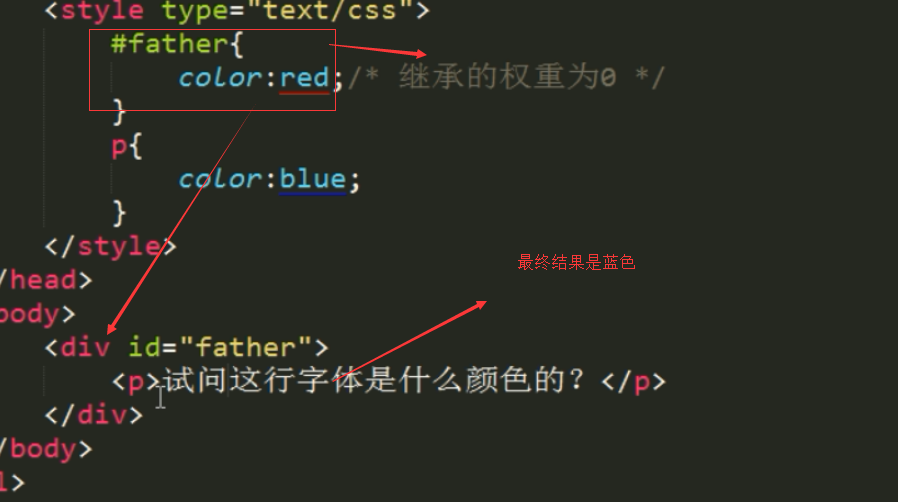 <style type="text/css">
#father{
color:red;/* 继承的权重为0 */
}
p{
color:blue;
}
</style>
/head>
最终结果是蓝色
body>
<div id="father">
<p>试问这行字体是什么颜色的？</p>
</div>
/body>
l>